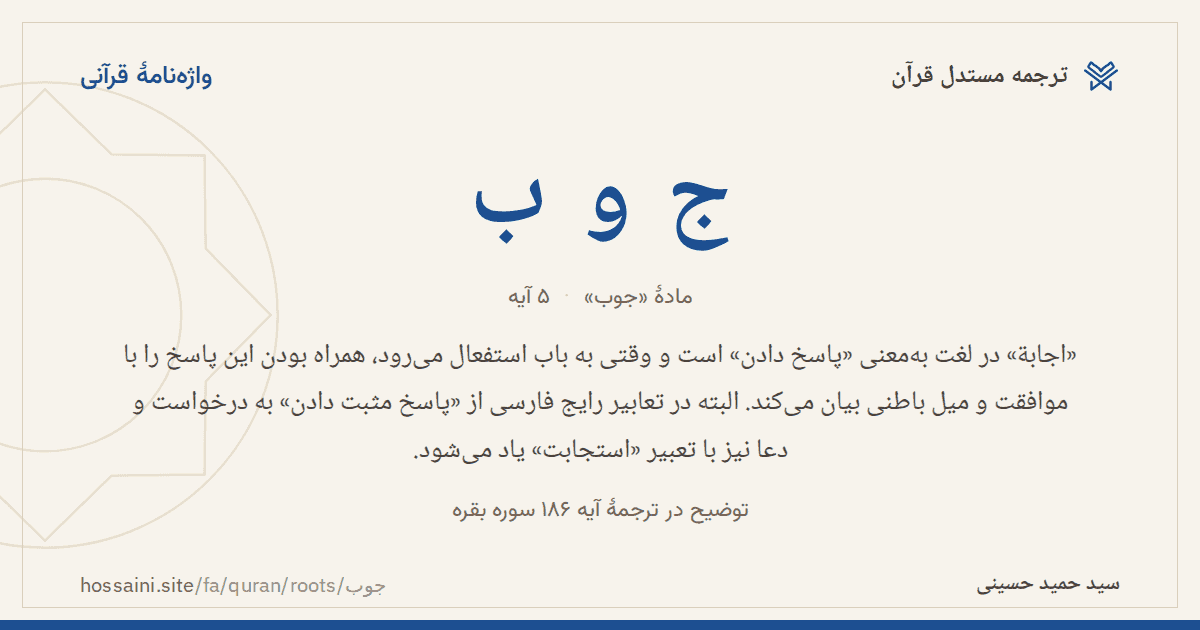 ترجمه مستدل قرآن
واژه‌نامهٔ قرآنی
ج و ب
مادهٔ «جوب» · ۵ آیه
«اجابة» در لغت به‌معنی «پاسخ دادن» است و وقتی به باب استفعال می‌رود، همراه بودن این پاسخ را با
موافقت و میل باطنی بیان می‌کند. البته در تعابیر رایج فارسی از «پاسخ مثبت دادن» به درخواست و
دعا نیز با تعبیر «استجابت» یاد می‌شود.
توضیح در ترجمهٔ آیه ۱۸۶ سوره بقره
سید حمید حسینی
hossaini.site/fa/quran/roots/جوب